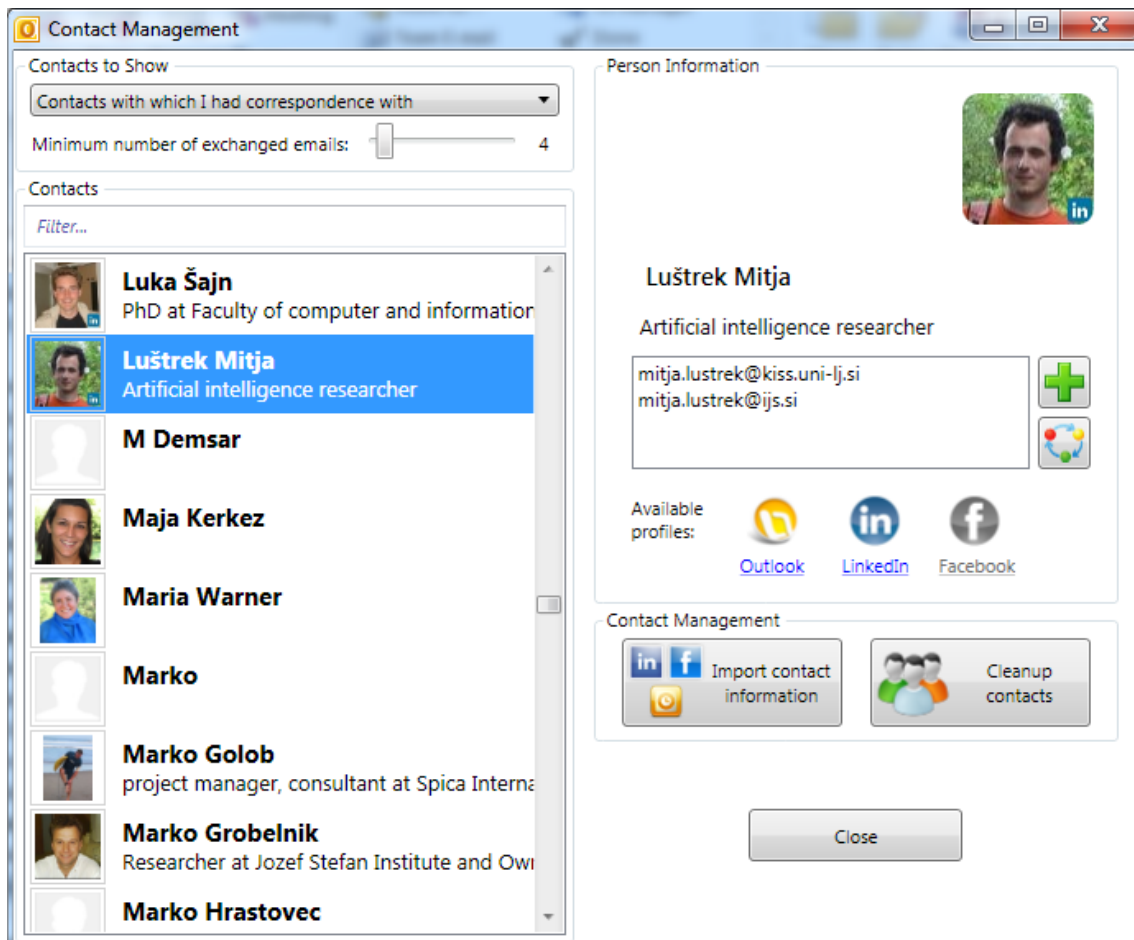 Contact Management
Contacts to Show
Contacts with which I had correspondence with
Minimum number of exchanged emails: 4
Contacts
Filter...
Luka Šajn
PhD at Faculty of computer and information
Luštrek Mitja
Artificial intelligence researcher
M Demsar
Maja Kerkez
Maria Warner
Marko
Marko Golob
project manager, consultant at Spica Interna
Marko Grobelnik
Researcher at Jozef Stefan Institute and Own
Marko Hrastovec
Person Information
in
Luštrek Mitja
Artificial intelligence researcher
mitja.lustrek@kiss.uni-lj.si
mitja.lustrek@ijs.si
Available
profiles:
Outlook
LinkedIn
Facebook
Contact Management
Import contact
information
Cleanup
contacts
Close